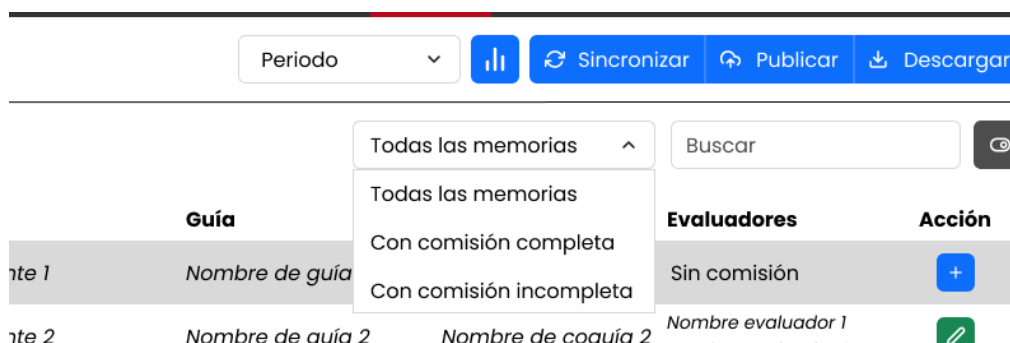 Periodo Sincronizar Publicar Descargar
Todas las memorias Buscar
Todas las memorias
Guía Evaluadores Acción
Con comisión completa
nte 1 Nombre de guía Sin comisión
Con comisión incompleta
nte 2 Nombre de guía 2 Nombre de coguía 2 Nombre evaluador 1